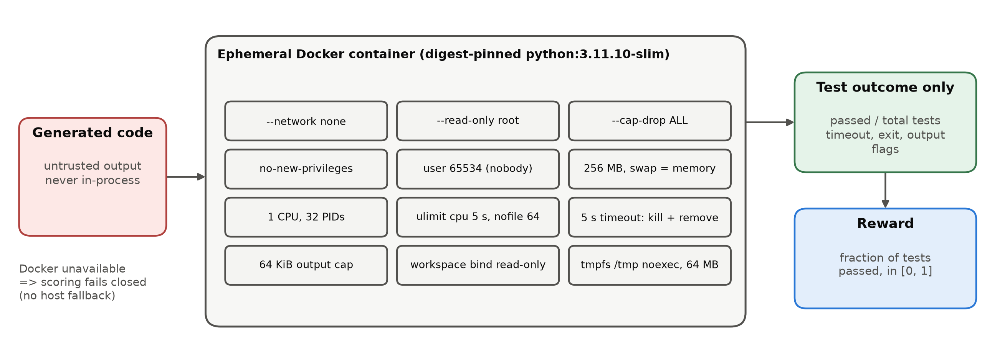 Ephemeral Docker container (digest-pinned python:3.11.10-slim)
Generated code
untrusted output
never in-process
Docker unavailable
=> scoring fails closed
(no host fallback)
--network none
--read-only root
--cap-drop ALL
no-new-privileges
user 65534 (nobody)
256 MB, swap = memory
1 CPU, 32 PIDs
ulimit cpu 5 s, nofile 64
5 s timeout: kill + remove
64 KiB output cap
workspace bind read-only
tmpfs /tmp noexec, 64 MB
Test outcome only
passed / total tests
timeout, exit, output
flags
Reward
fraction of tests
passed, in [0, 1]